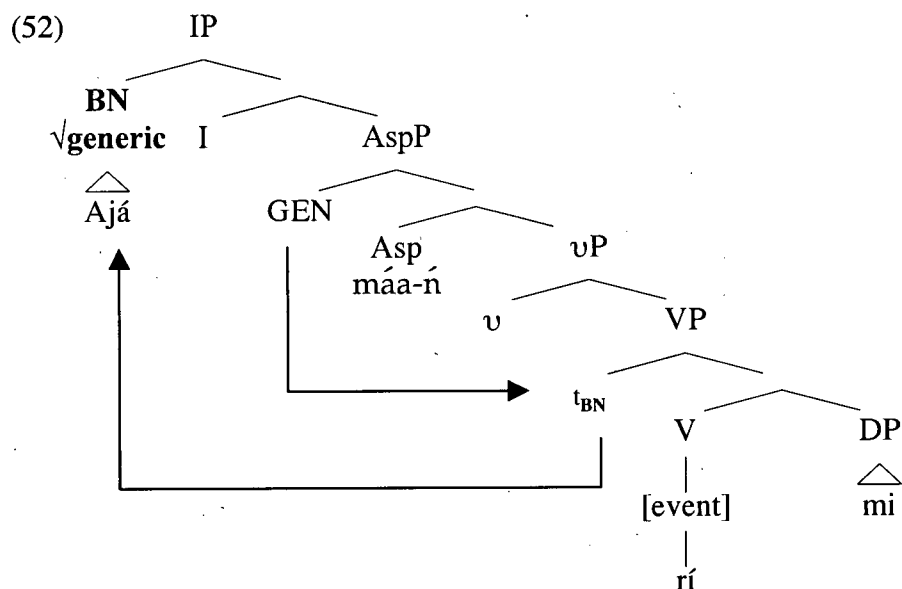 (52) IP
BN
√generic I AspP
Ajá GEN
Asp υP
máa-ń
υ VP
tBN
V DP
[event] mi
rí